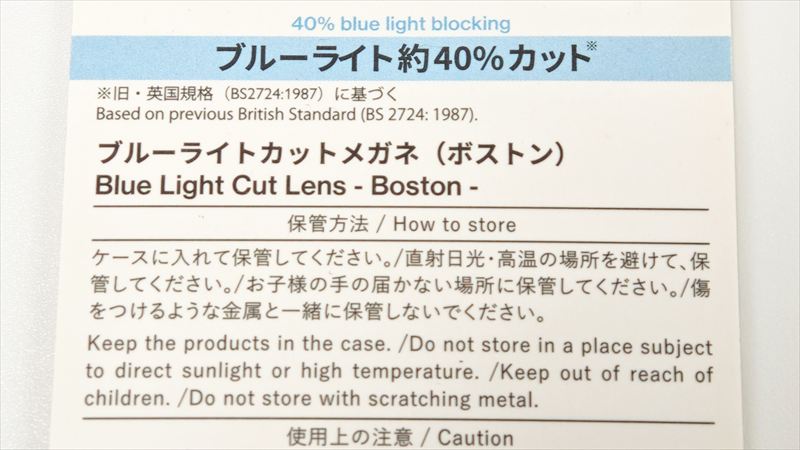 40% blue light blocking
ブルーライト約40%カット※
※旧・英国規格（BS2724:1987）に基づく
Based on previous British Standard (BS 2724: 1987).
ブルーライトカットメガネ（ボストン）
Blue Light Cut Lens - Boston -
保管方法 / How to store
ケースに入れて保管してください。/直射日光・高温の場所を避けて、保
管してください。/お子様の手の届かない場所に保管してください。/傷
をつけるような金属と一緒に保管しないでください。
Keep the products in the case. /Do not store in a place subject
to direct sunlight or high temperature. /Keep out of reach of
children. /Do not store with scratching metal.
使用上の注意 / Caution